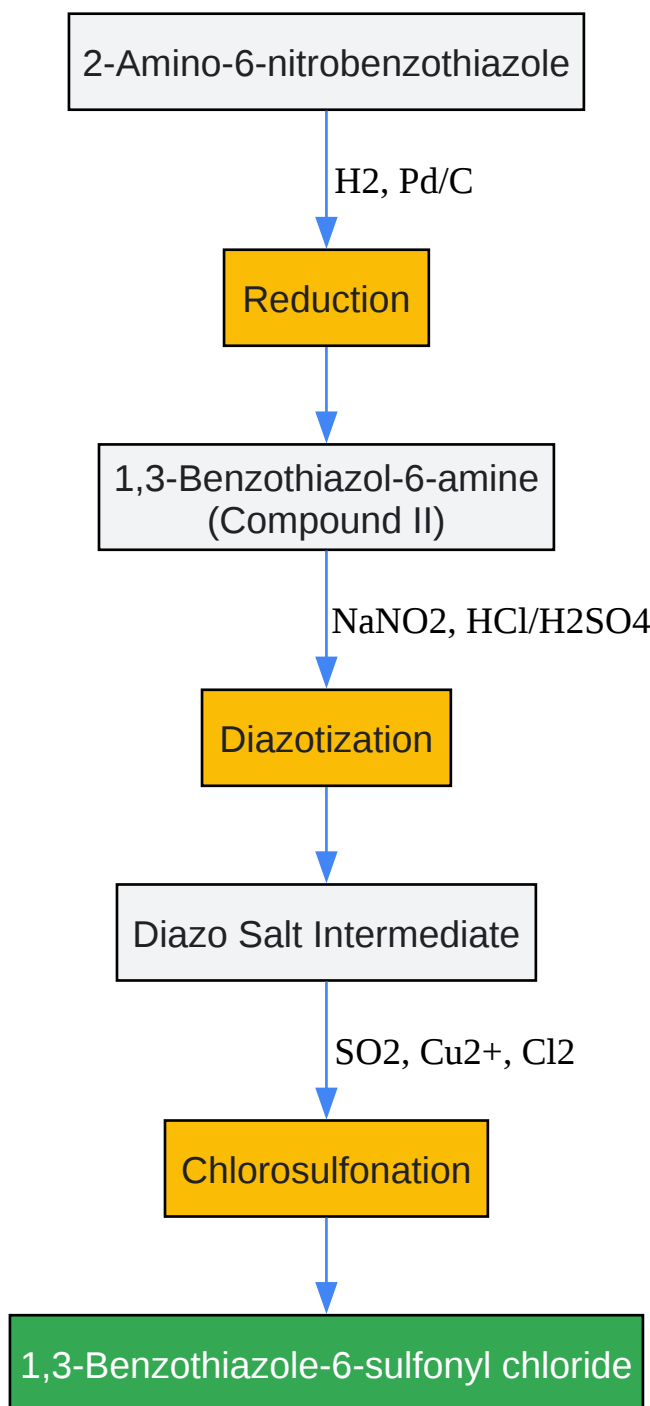 2-Amino-6-nitrobenzothiazole
H2, Pd/C
Reduction
1,3-Benzothiazol-6-amine
(Compound II)
NaNO2, HCl/H2SO4
Diazotization
Diazo Salt Intermediate
SO2, Cu2+, Cl2
Chlorosulfonation
1,3-Benzothiazole-6-sulfonyl chloride